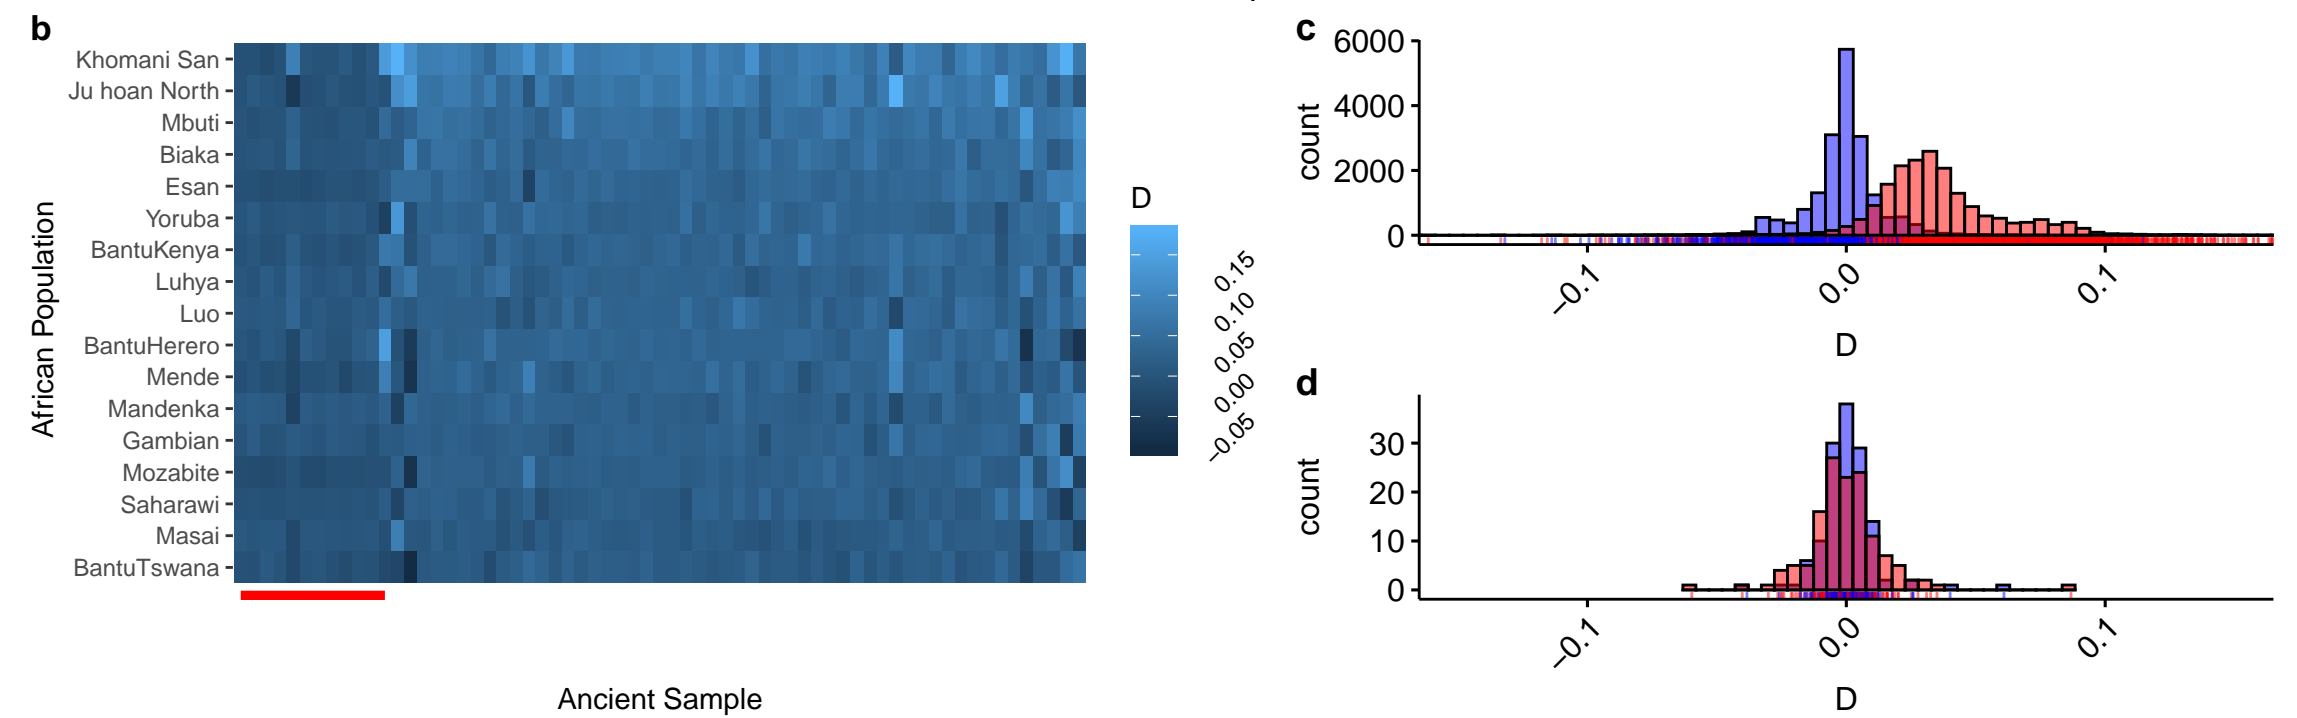 b
Khomani San
Ju hoan North
Mbuti
Biaka
Esan
Yoruba
BantuKenya
Luhya
Luo
BantuHerero
Mende
Mandenka
Gambian
Mozabite
Saharawi
Masai
BantuTswana
African Population
Ancient Sample
D
0.15
0.10
0.05
0.00
−0.05
c
6000
4000
2000
0
count
−0.1
0.0
0.1
D
d
30
20
10
0
count
−0.1
0.0
0.1
D